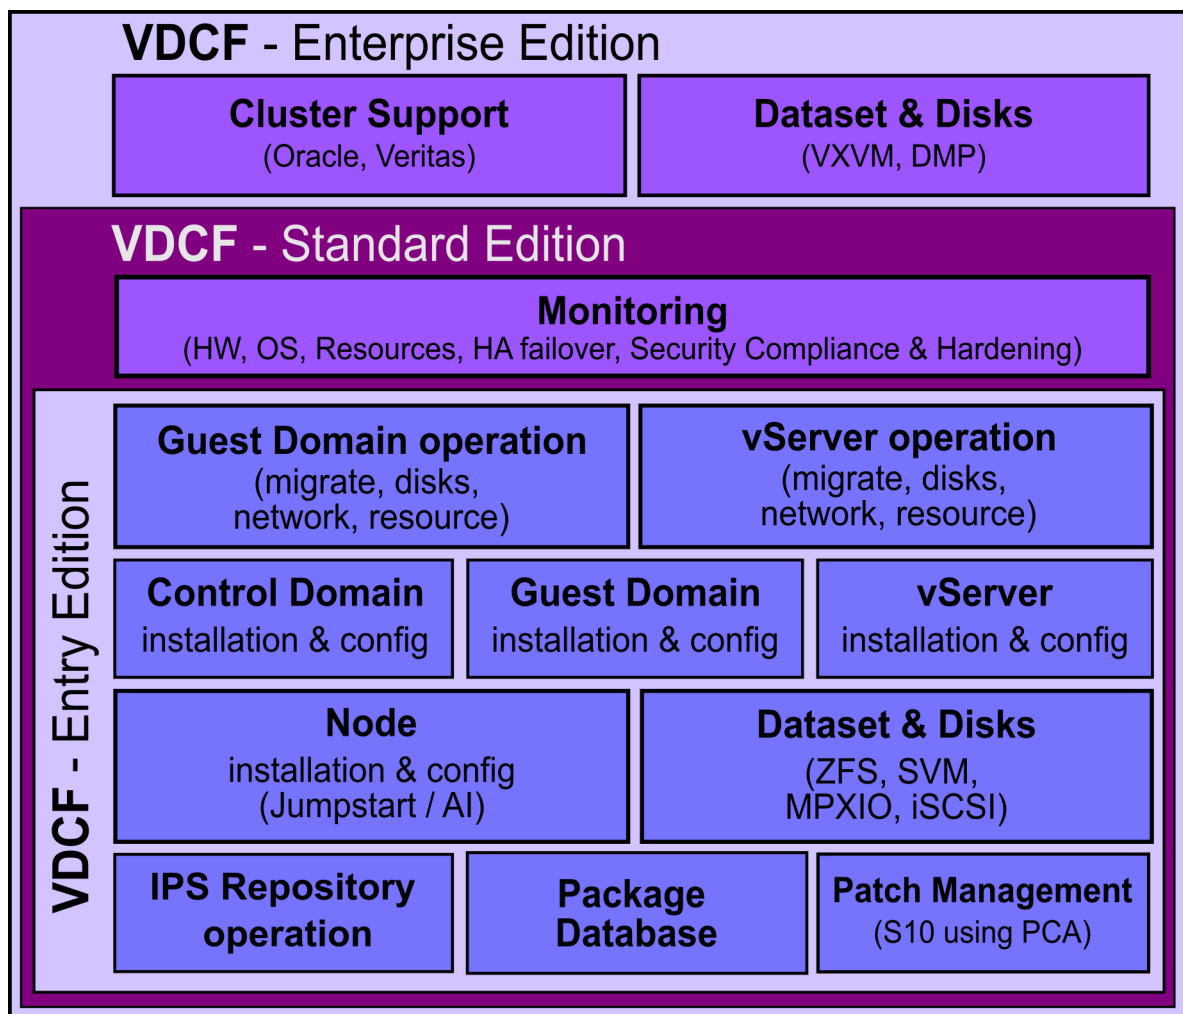 VDCF - Enterprise Edition
Cluster Support
(Oracle, Veritas)
Dataset & Disks
(VXVM, DMP)
VDCF - Standard Edition
Monitoring
(HW, OS, Resources, HA failover, Security Compliance & Hardening)
VDCF - Entry Edition
Guest Domain operation
(migrate, disks,
network, resource)
vServer operation
(migrate, disks,
network, resource)
Control Domain
installation & config
Guest Domain
installation & config
vServer
installation & config
Node
installation & config
(Jumpstart / AI)
Dataset & Disks
(ZFS, SVM,
MPXIO, iSCSI)
IPS Repository
operation
Package
Database
Patch Management
(S10 using PCA)